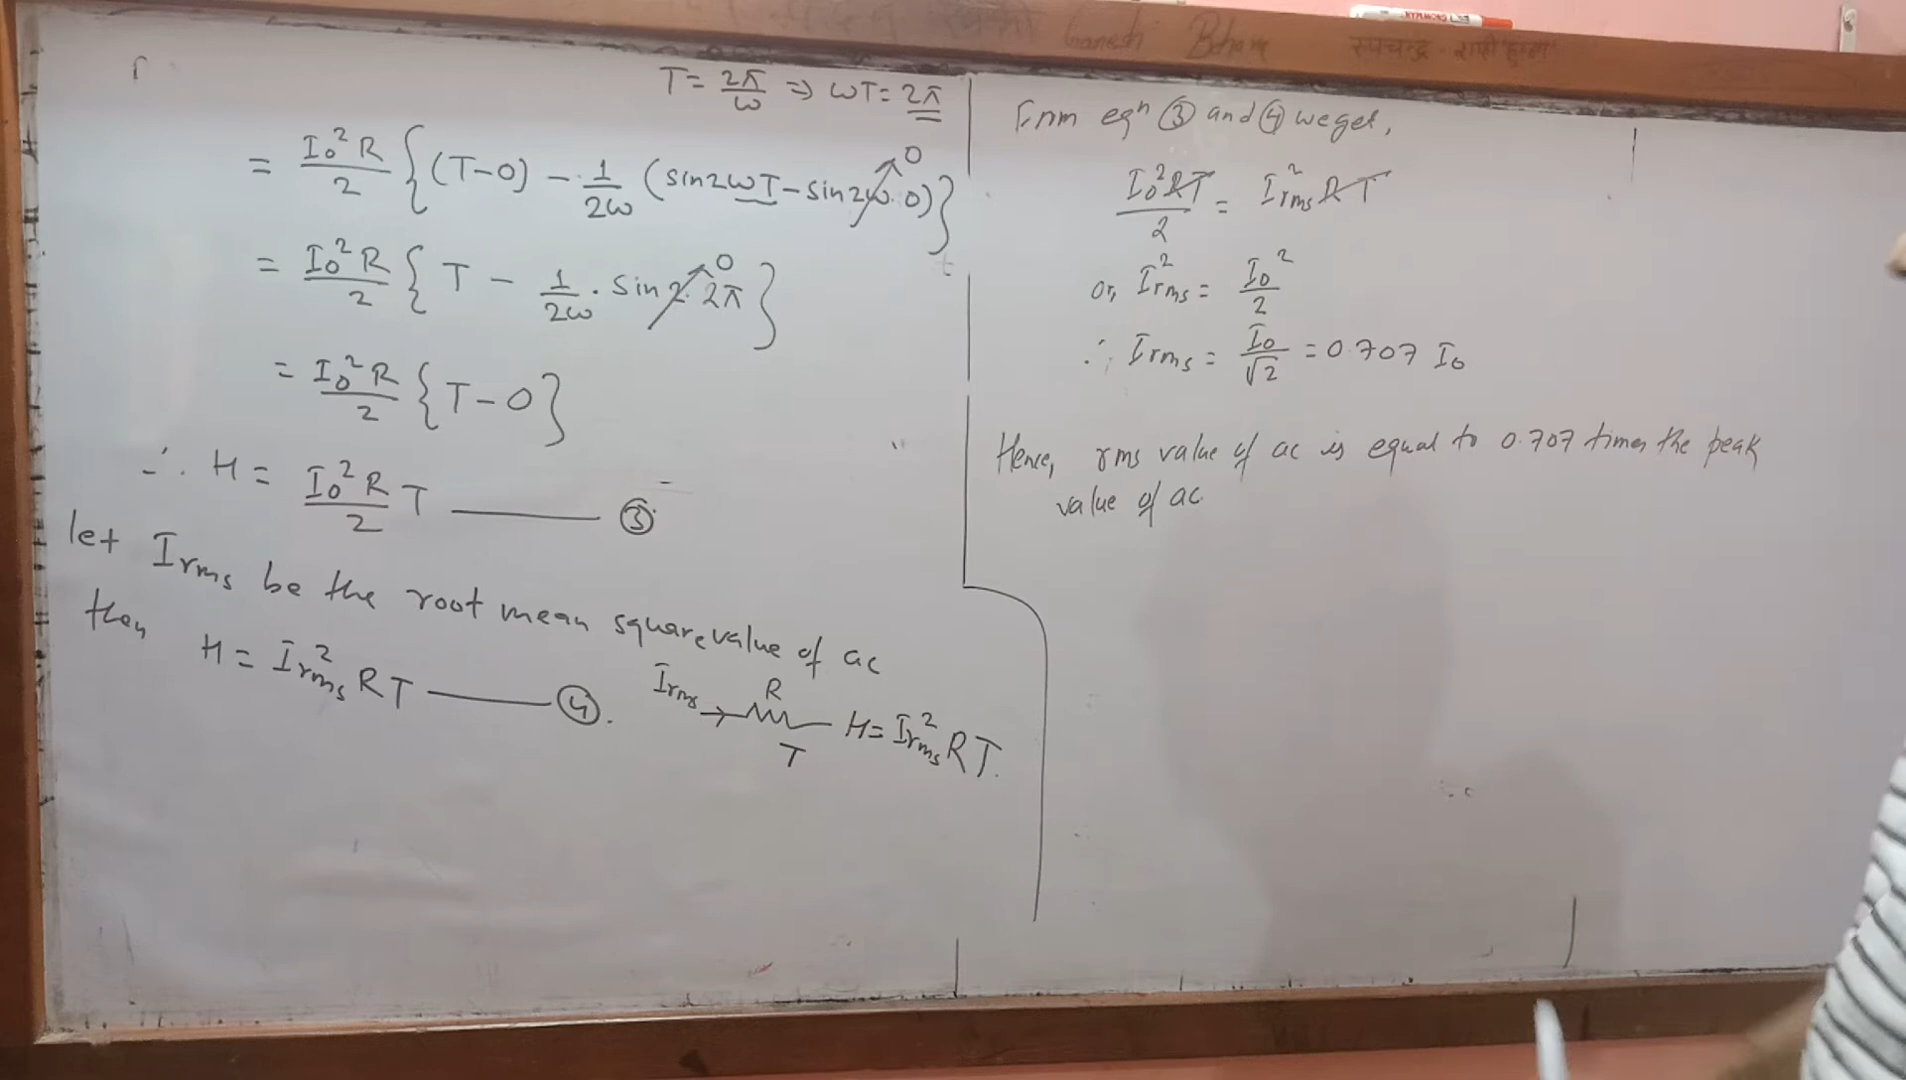 Ganesh
T = 2π/ω ⇒ ωT = 2π
= I₀²R/2 {(T-0) - 1/2ω (sin2ωT - sin2ω.0)} 0
= I₀²R/2 {T - 1/2ω . sin2.2π} 0
= I₀²R/2 {T-0}
∴ H = I₀²R/2 T ——— ③
let Irms be the root mean square value of ac
then
H = Irms² RT ——— ④.
Irms → R T H = Irms² RT.
From eqⁿ ③ and ④ we get,
I₀²RT/2 = Irms² RT
or, Irms² = I₀²/2
∴ Irms = I₀/√2 = 0.707 I₀
Hence, rms value of ac is equal to 0.707 times the peak
value of ac